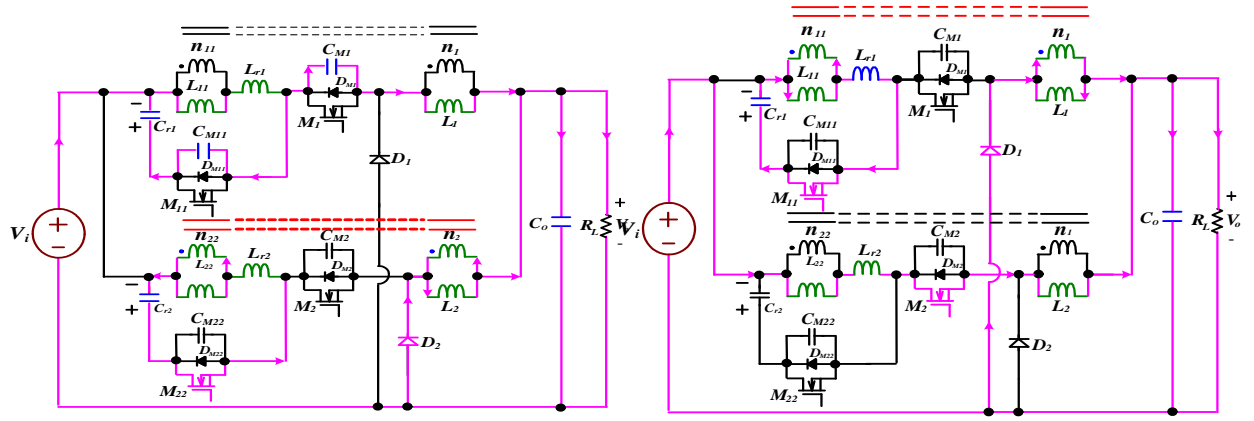 n11 CM1 n1
L11 Lr1 DM1
− + Cr1 M1 L1
CM11
DM11
M11
D1
Vi + −
n22 CM2 n2
L22 Lr2 DM2
− + Cr2 M2 L2
CM22
DM22
M22
D2
Co RL + V -
n11 CM1 n1
L11 Lr1 DM1
− + Cr1 M1 L1
CM11
DM11
M11
D1
Vi + −
n22 CM2 n1
L22 Lr2 DM2
− + Cr2 M2 L2
CM22
DM22
M22
D2
Co RL + Vo -